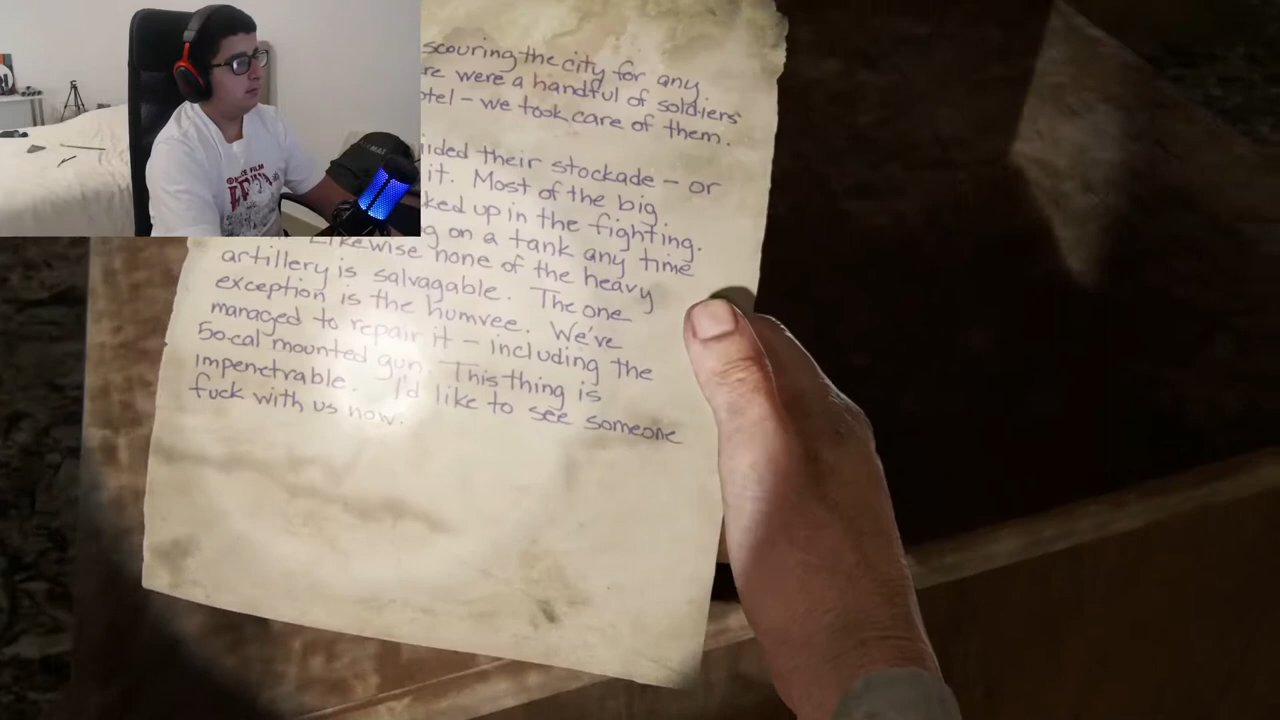 scouring the city for any
re were a handful of soldiers
otel - we took care of them.
ided their stockade - or
it. Most of the big
ked up in the fighting.
g on a tank any time
Likewise none of the heavy
artillery is salvagable. The one
exception is the humvee. We've
managed to repair it - including the
50.cal mounted gun. This thing is
impenetrable. I'd like to see someone
fuck with us now.